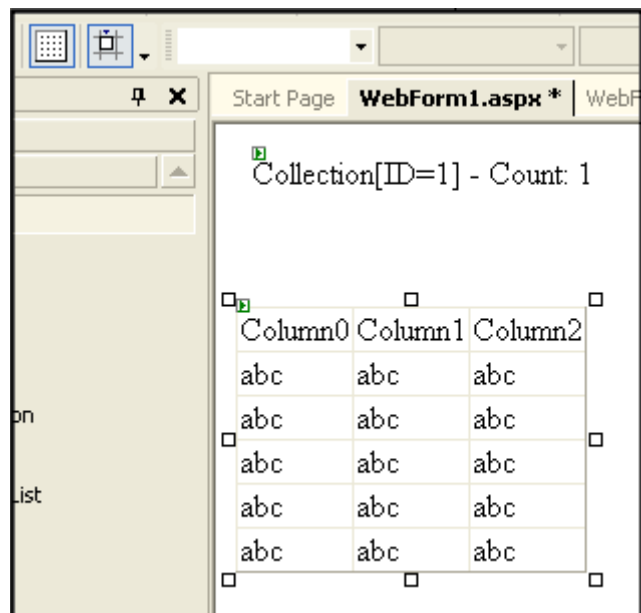 Start Page WebForm1.aspx * WebF
Collection[ID=1] - Count: 1
Column0 Column1 Column2
abc abc abc
abc abc abc
on
abc abc abc
List
abc abc abc
abc abc abc